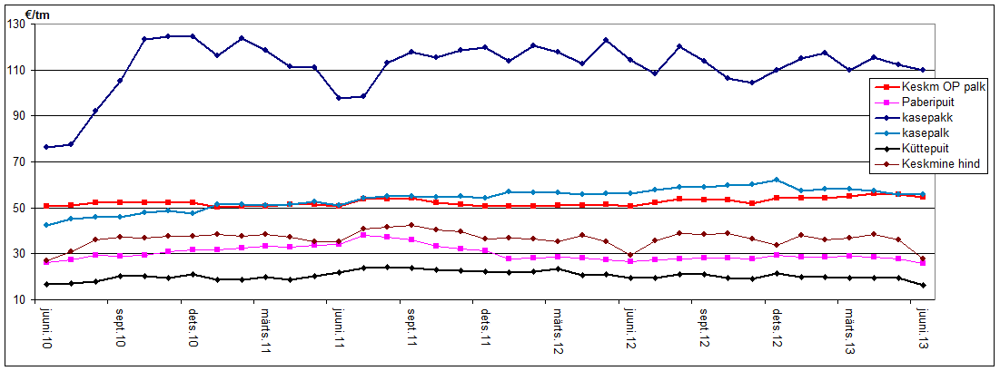 €/tm
130
110
90
70
50
30
10
Keskm OP palk
Paberipuit
kasepakk
kasepalk
Küttepuit
Keskmine hind
juuni.10
sept.10
dets.10
märts.11
juuni.11
sept.11
dets.11
märts.12
juuni.12
sept.12
dets.12
märts.13
juuni.13